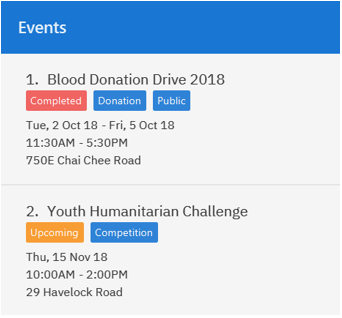 Events
1. Blood Donation Drive 2018
Completed Donation Public
Tue, 2 Oct 18 - Fri, 5 Oct 18
11:30AM - 5:30PM
750E Chai Chee Road
2. Youth Humanitarian Challenge
Upcoming Competition
Thu, 15 Nov 18
10:00AM - 2:00PM
29 Havelock Road